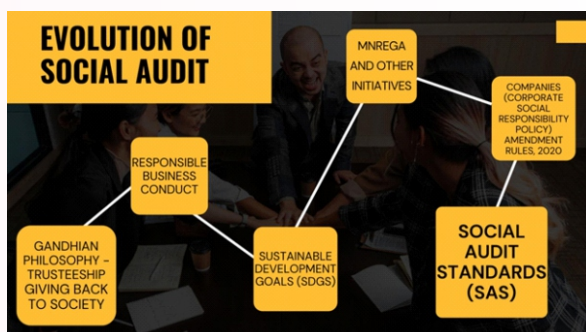 EVOLUTION OF
SOCIAL AUDIT
GANDHIAN
PHILOSOPHY -
TRUSTEESHIP
GIVING BACK
TO SOCIETY
RESPONSIBLE
BUSINESS
CONDUCT
SUSTAINABLE
DEVELOPMENT
GOALS (SDGS)
MNREGA
AND OTHER
INITIATIVES
COMPANIES
(CORPORATE
SOCIAL
RESPONSIBILITY
POLICY)
AMENDMENT
RULES, 2020
SOCIAL
AUDIT
STANDARDS
(SAS)